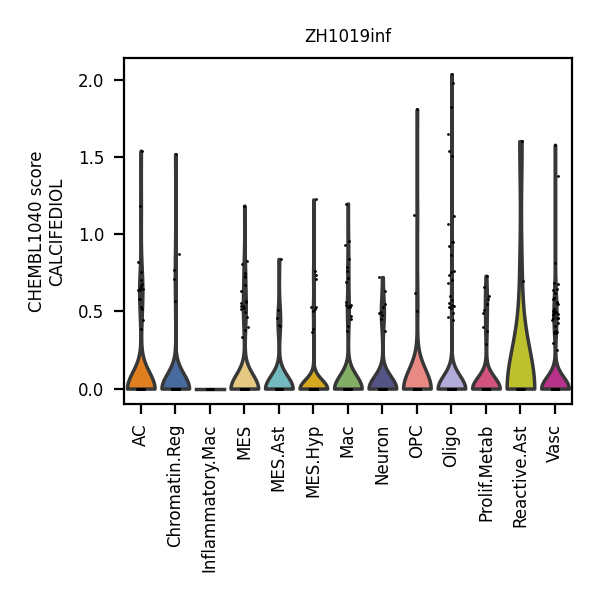 ZH1019inf
CHEMBL1040 score
CALCIFEDIOL
2.0
1.5
1.0
0.5
0.0
AC
Chromatin.Reg
Inflammatory.Mac
MES
MES.Ast
MES.Hyp
Mac
Neuron
OPC
Oligo
Prolif.Metab
Reactive.Ast
Vasc